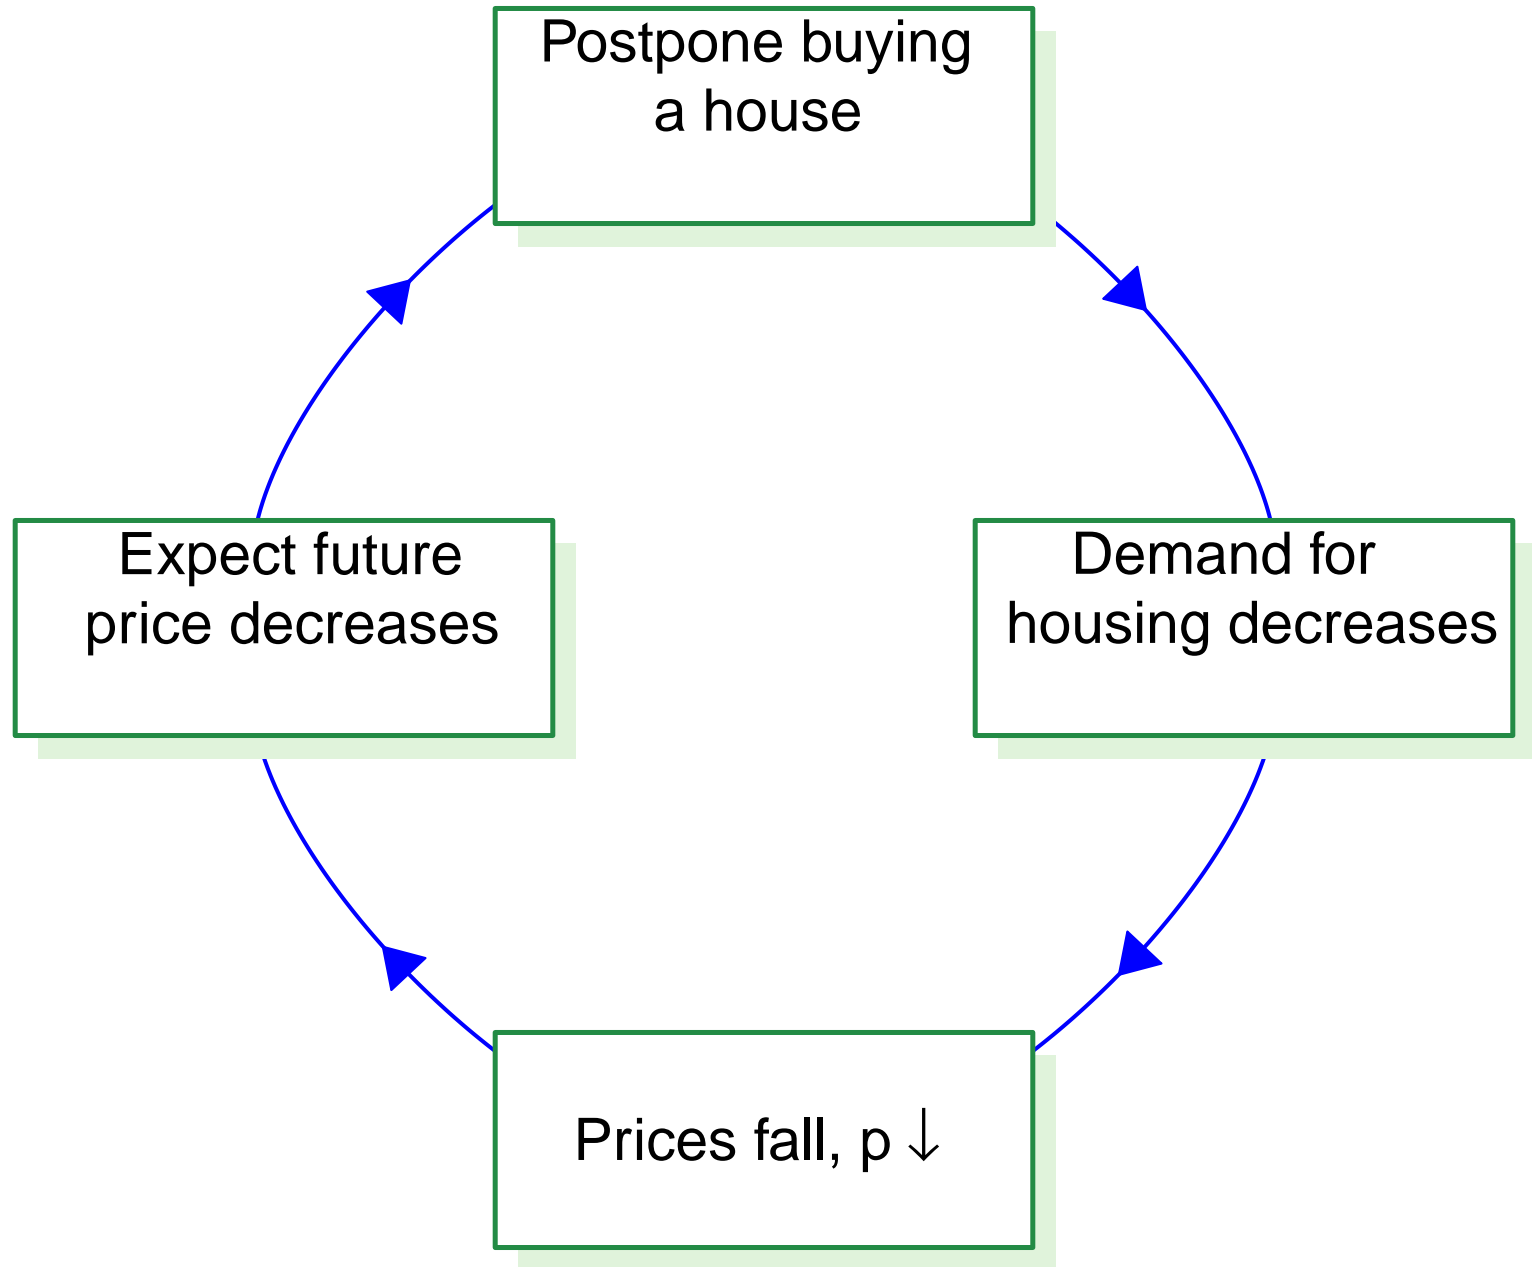 Postpone buying
a house
Expect future
price decreases
Demand for
housing decreases
Prices fall, p ↓